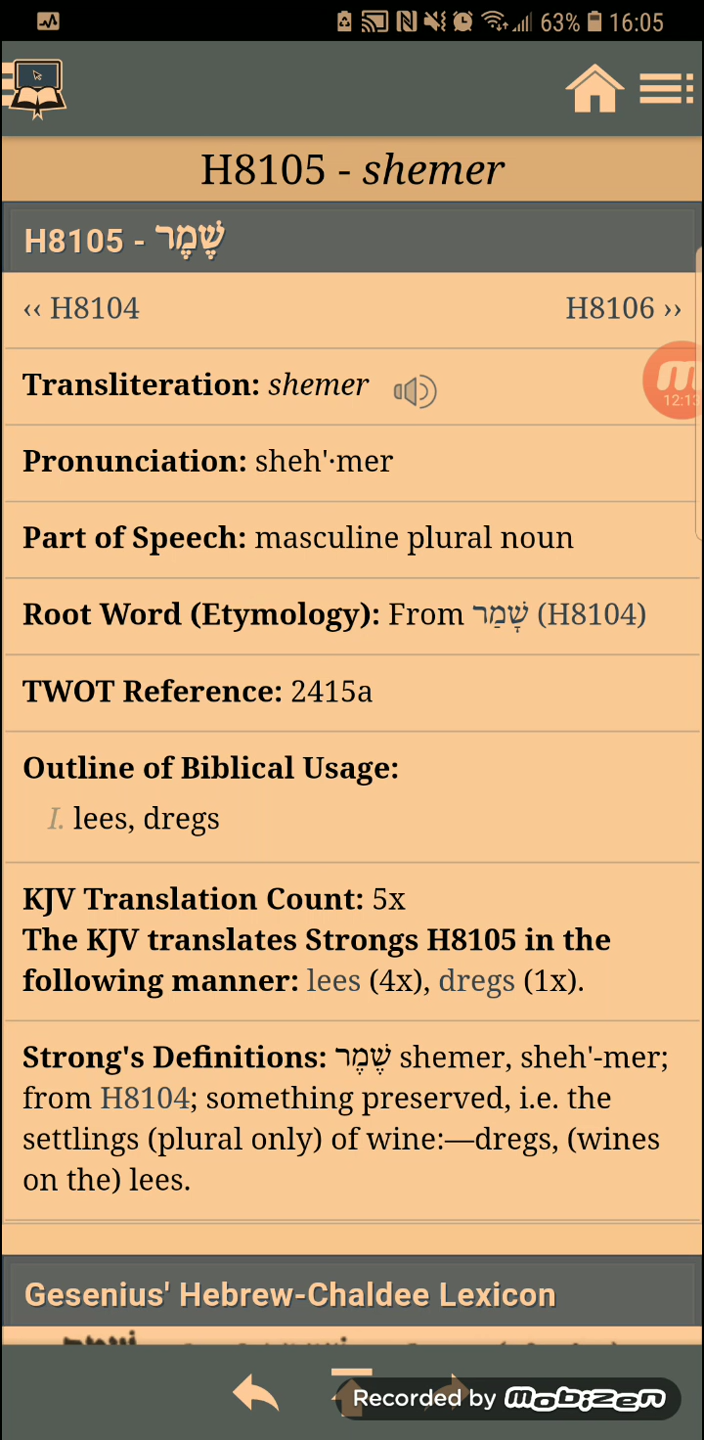 63% 16:05
H8105 - shemer
H8105 - שֶׁמֶר
‹‹ H8104 H8106 ››
Transliteration: shemer
12:13
Pronunciation: sheh'·mer
Part of Speech: masculine plural noun
Root Word (Etymology): From שָׁמַר (H8104)
TWOT Reference: 2415a
Outline of Biblical Usage:
I. lees, dregs
KJV Translation Count: 5x
The KJV translates Strongs H8105 in the
following manner: lees (4x), dregs (1x).
Strong's Definitions: שֶׁמֶר shemer, sheh'-mer;
from H8104; something preserved, i.e. the
settlings (plural only) of wine:—dregs, (wines
on the) lees.
Gesenius' Hebrew-Chaldee Lexicon
Recorded by mobizen